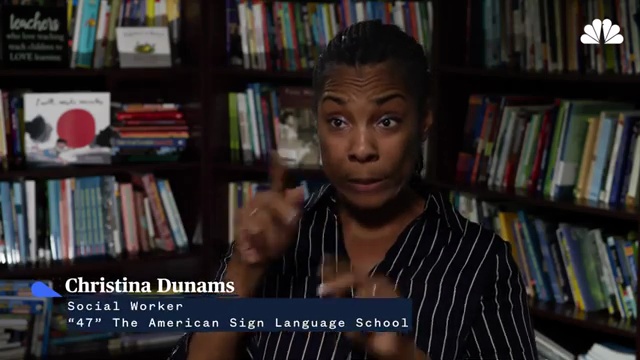 teachers
who love teaching
teach children to
LOVE learning
Christina Dunams
Social Worker
“47” The American Sign Language School